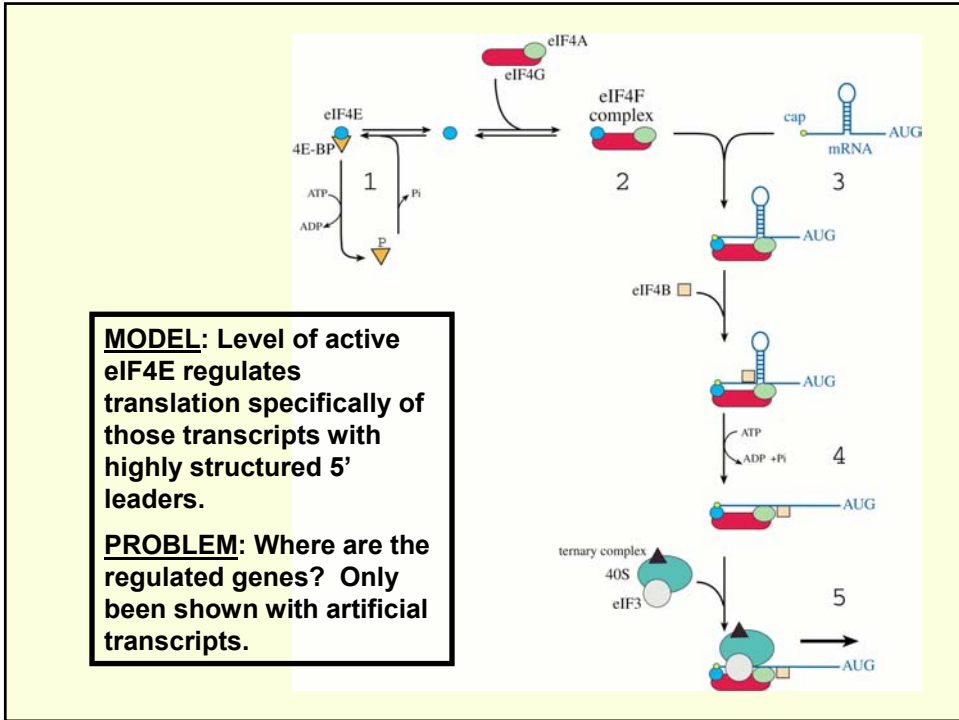 eIF4A
eIF4G
eIF4E
4E-BP
1
ATP
ADP
Pi
P
eIF4F
complex
2
cap
mRNA
AUG
3
AUG
eIF4B
AUG
ATP
ADP +Pi
4
AUG
ternary complex
40S
eIF3
5
AUG
MODEL: Level of active
eIF4E regulates
translation specifically of
those transcripts with
highly structured 5’
leaders.
PROBLEM: Where are the
regulated genes? Only
been shown with artificial
transcripts.